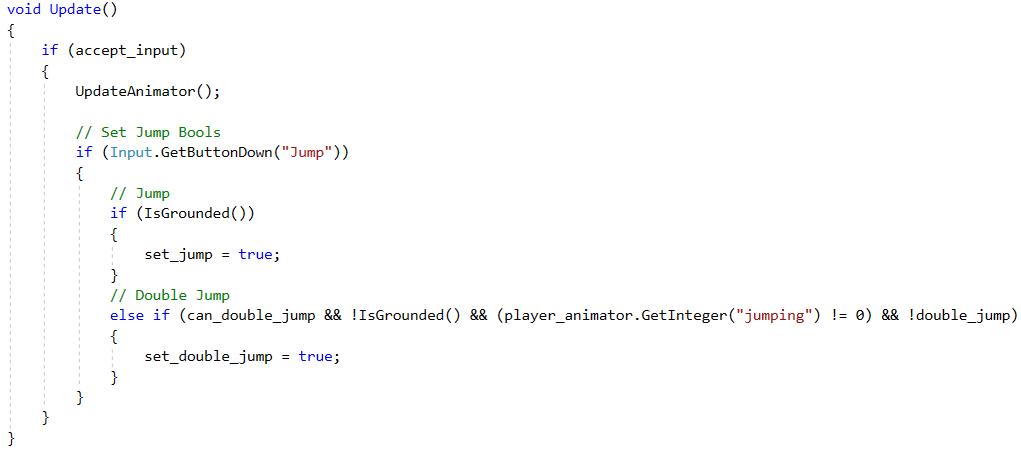 void Update()
{
    if (accept_input)
    {
        UpdateAnimator();

        // Set Jump Bools
        if (Input.GetButtonDown("Jump"))
        {
            // Jump
            if (IsGrounded())
            {
                set_jump = true;
            }
            // Double Jump
            else if (can_double_jump && !IsGrounded() && (player_animator.GetInteger("jumping") != 0) && !double_jump)
            {
                set_double_jump = true;
            }
        }
    }
}